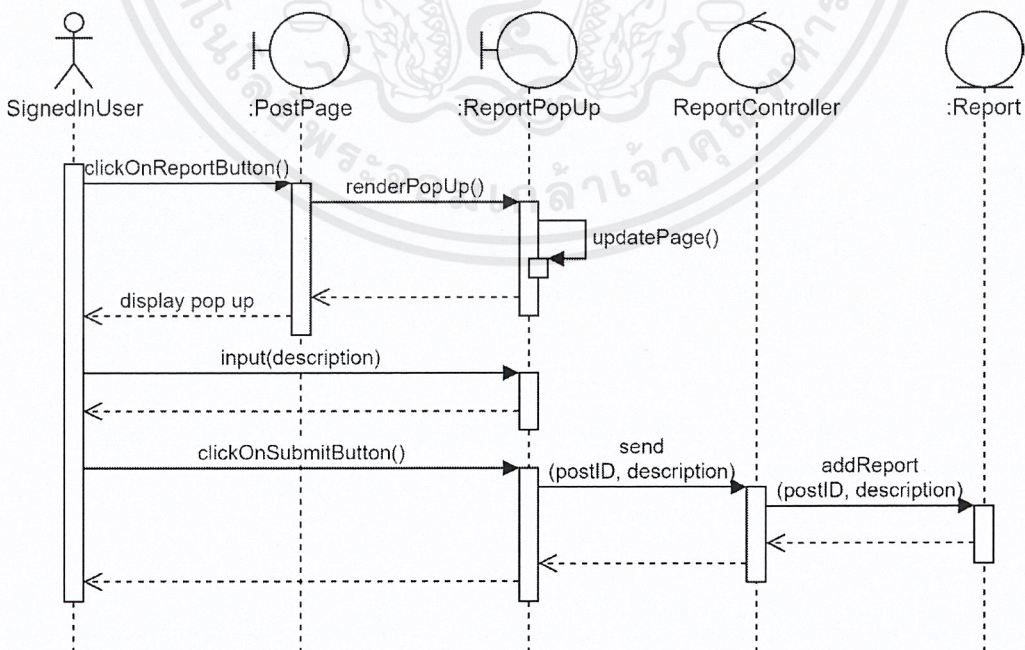 SignedInUser
:PostPage
:ReportPopUp
ReportController
:Report
clickOnReportButton()
renderPopUp()
updatePage()
display pop up
input(description)
clickOnSubmitButton()
send
(postID, description)
addReport
(postID, description)